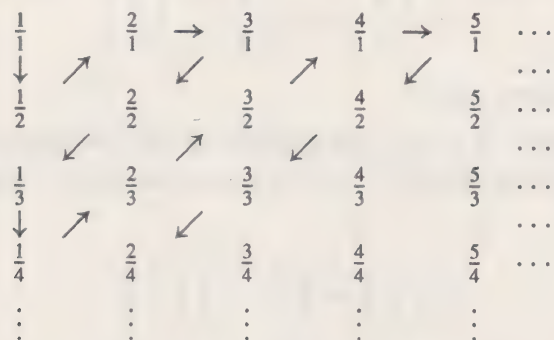 1/1 2/1 → 3/1 4/1 → 5/1 ···
↓ ↗ ↙ ↗ ↙ ···
1/2 2/2 3/2 4/2 5/2 ···
↙ ↗ ↙ ···
1/3 2/3 3/3 4/3 5/3 ···
↓ ↗ ↙ ···
1/4 2/4 3/4 4/4 5/4 ···
⋮ ⋮ ⋮ ⋮ ⋮